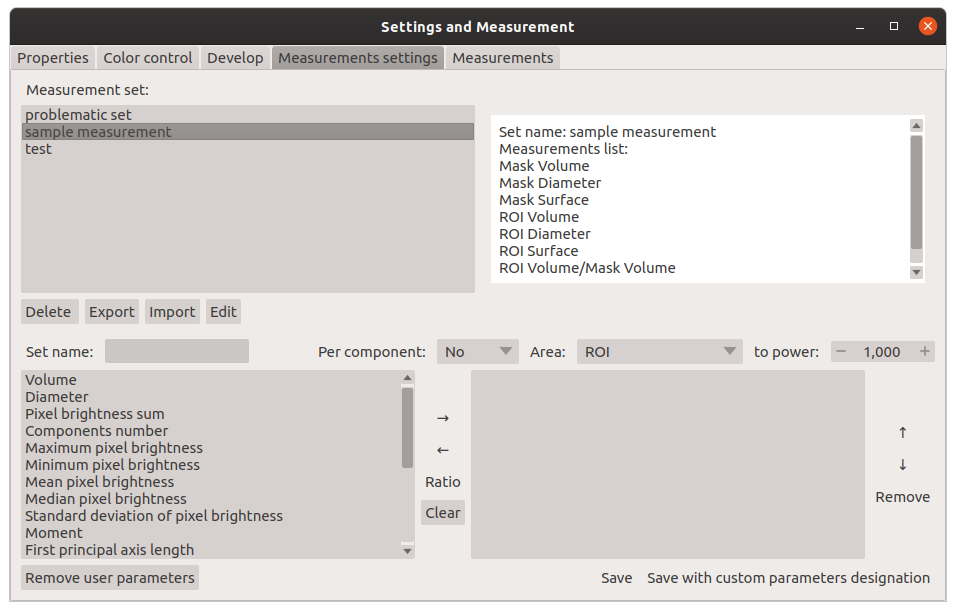 Settings and Measurement
Properties Color control Develop Measurements settings Measurements
Measurement set:
problematic set
sample measurement
test
Set name: sample measurement
Measurements list:
Mask Volume
Mask Diameter
Mask Surface
ROI Volume
ROI Diameter
ROI Surface
ROI Volume/Mask Volume
Delete Export Import Edit
Set name: Per component: No Area: ROI to power: − 1,000 +
Volume
Diameter
Pixel brightness sum
Components number
Maximum pixel brightness
Minimum pixel brightness
Mean pixel brightness
Median pixel brightness
Standard deviation of pixel brightness
Moment
First principal axis length
→
←
Ratio
Clear
↑
↓
Remove
Remove user parameters Save Save with custom parameters designation